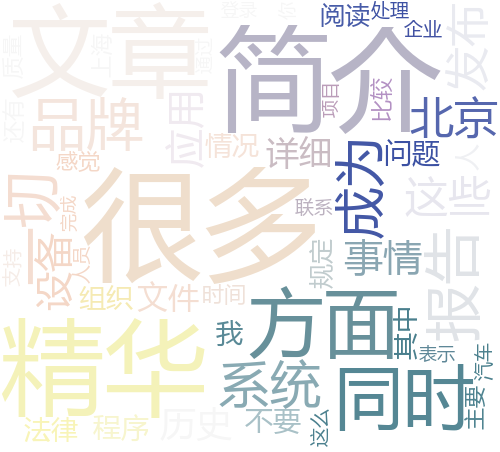 登录
你
阅读
处理
文章
简介
企业
发布
质量
上海
通过
还有
品牌
应用
项目
比较
北京
情况
详细
问题
感觉
人
一切
很多
成为
这些
联系
完成
支持
设备
人员
规定
事情
报告
组织
文件
时间
精华
我
方面
其中
表示
汽车
系统
同时
主要
法律
程序
历史
不要
这么